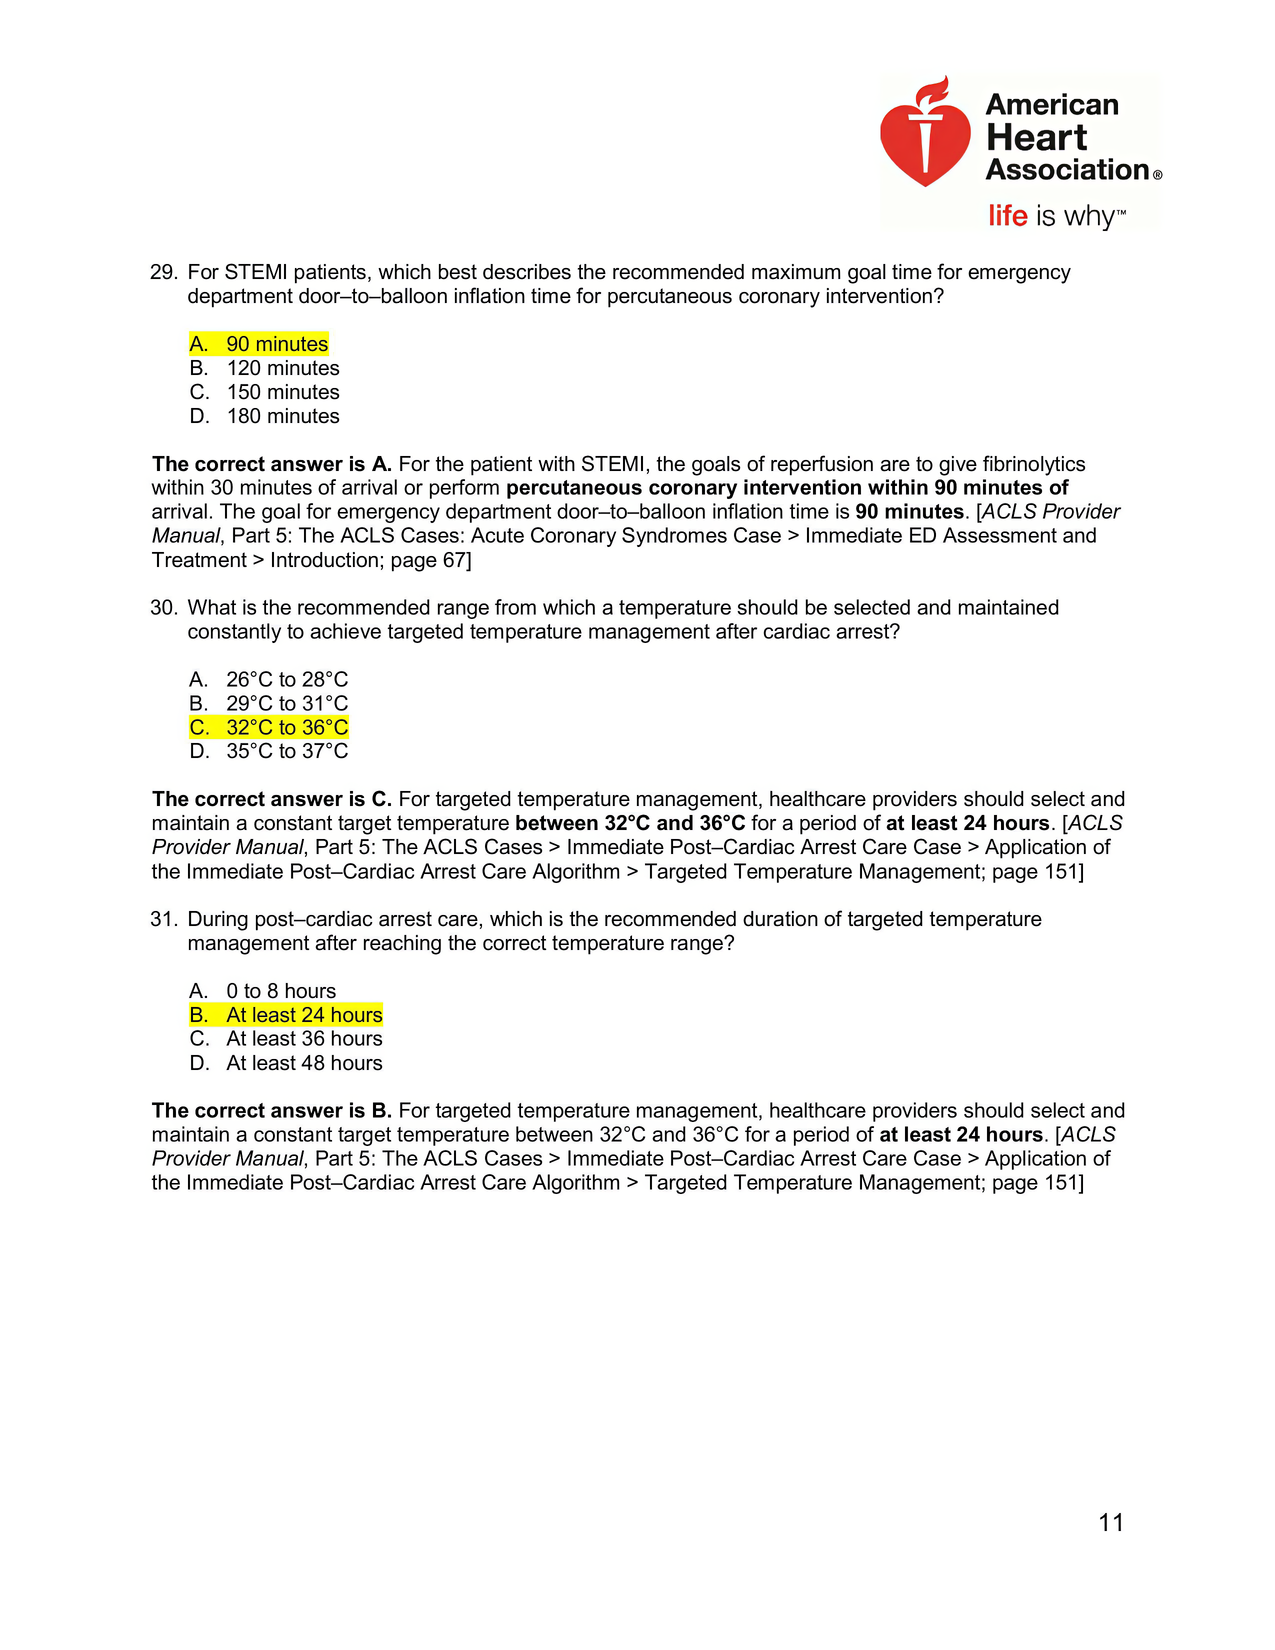 American
Heart
Association®
life is why™
29. For STEMI patients, which best describes the recommended maximum goal time for emergency
department door–to–balloon inflation time for percutaneous coronary intervention?
A. 90 minutes
B. 120 minutes
C. 150 minutes
D. 180 minutes
The correct answer is A. For the patient with STEMI, the goals of reperfusion are to give fibrinolytics
within 30 minutes of arrival or perform percutaneous coronary intervention within 90 minutes of
arrival. The goal for emergency department door–to–balloon inflation time is 90 minutes. [ACLS Provider
Manual, Part 5: The ACLS Cases: Acute Coronary Syndromes Case > Immediate ED Assessment and
Treatment > Introduction; page 67]
30. What is the recommended range from which a temperature should be selected and maintained
constantly to achieve targeted temperature management after cardiac arrest?
A. 26°C to 28°C
B. 29°C to 31°C
C. 32°C to 36°C
D. 35°C to 37°C
The correct answer is C. For targeted temperature management, healthcare providers should select and
maintain a constant target temperature between 32°C and 36°C for a period of at least 24 hours. [ACLS
Provider Manual, Part 5: The ACLS Cases > Immediate Post–Cardiac Arrest Care Case > Application of
the Immediate Post–Cardiac Arrest Care Algorithm > Targeted Temperature Management; page 151]
31. During post–cardiac arrest care, which is the recommended duration of targeted temperature
management after reaching the correct temperature range?
A. 0 to 8 hours
B. At least 24 hours
C. At least 36 hours
D. At least 48 hours
The correct answer is B. For targeted temperature management, healthcare providers should select and
maintain a constant target temperature between 32°C and 36°C for a period of at least 24 hours. [ACLS
Provider Manual, Part 5: The ACLS Cases > Immediate Post–Cardiac Arrest Care Case > Application of
the Immediate Post–Cardiac Arrest Care Algorithm > Targeted Temperature Management; page 151]
11